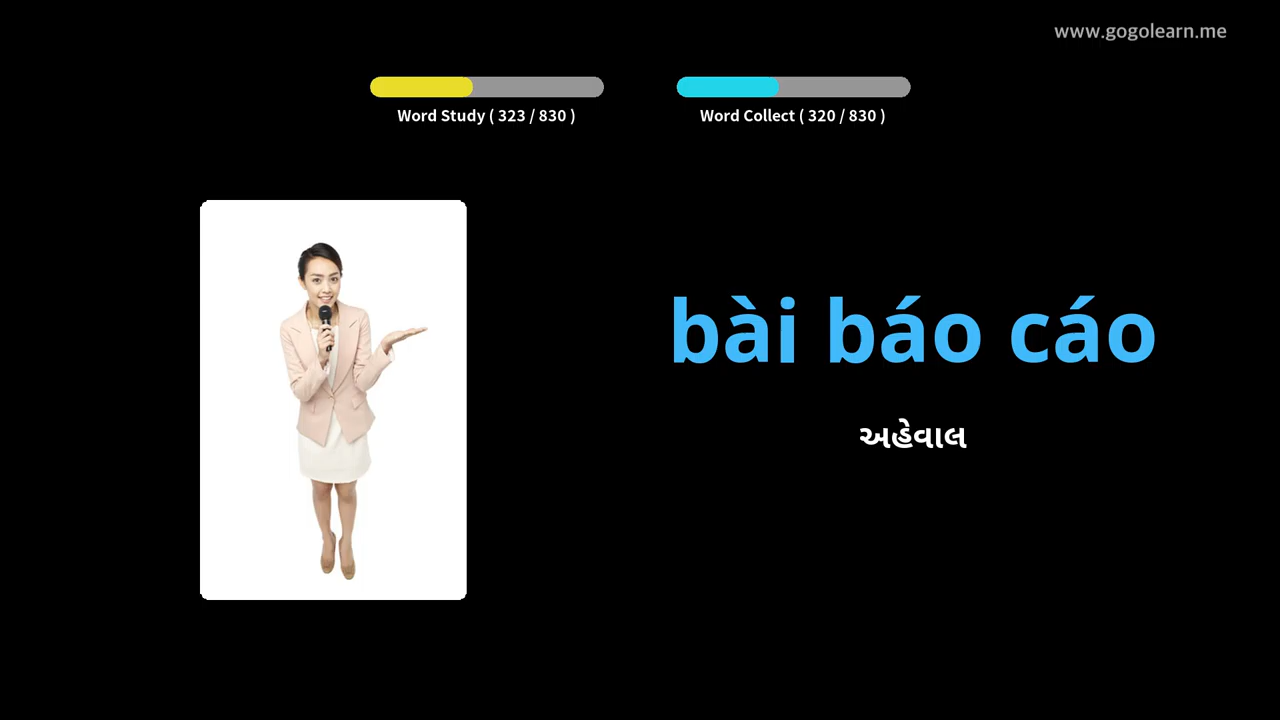 www.gogolearn.me
Word Study ( 323 / 830 )
Word Collect ( 320 / 830 )
bài báo cáo
અહેવાલ